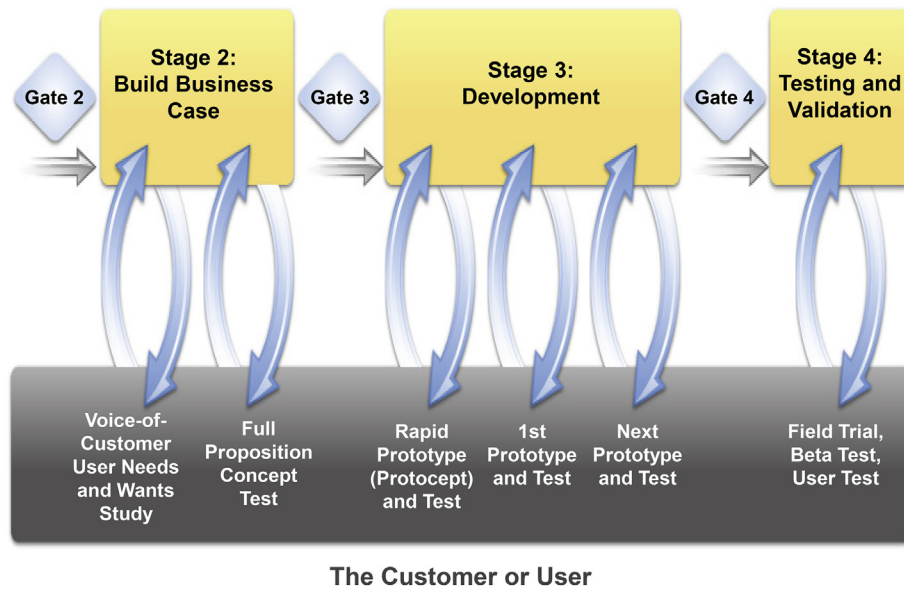 Gate 2
Stage 2:
Build Business
Case
Gate 3
Stage 3:
Development
Gate 4
Stage 4:
Testing and
Validation
Voice-of-
Customer
User Needs
and Wants
Study
Full
Proposition
Concept
Test
Rapid
Prototype
(Protocept)
and Test
1st
Prototype
and Test
Next
Prototype
and Test
Field Trial,
Beta Test,
User Test
The Customer or User